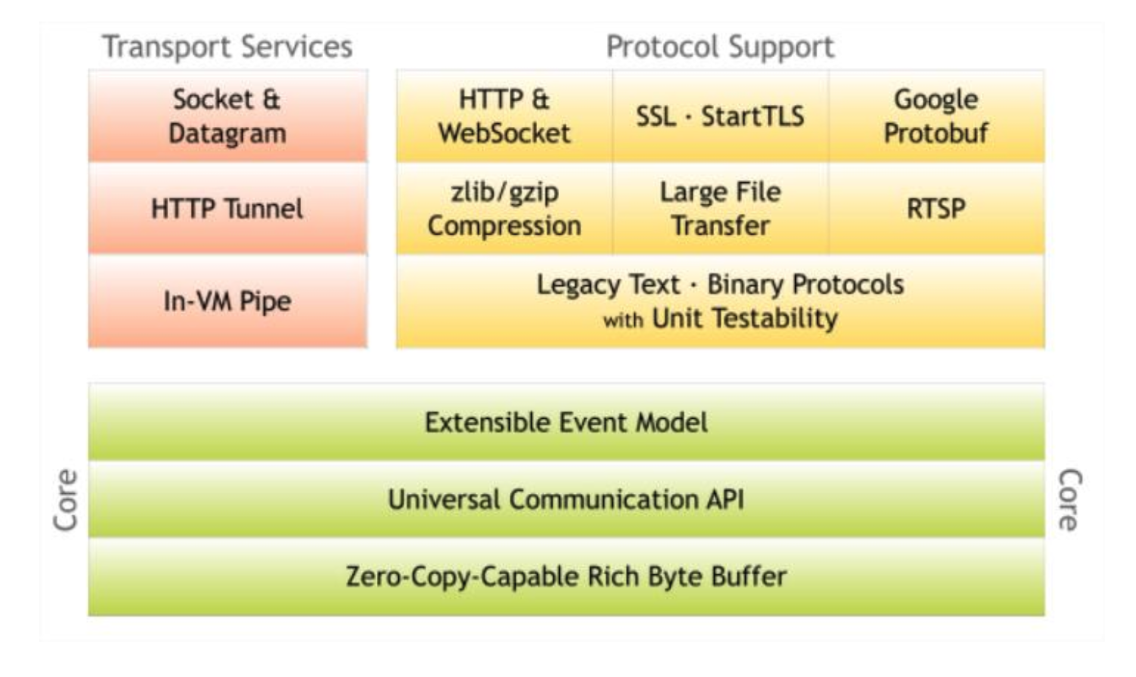 Transport Services
Socket &
Datagram
HTTP Tunnel
In-VM Pipe
Protocol Support
HTTP &
WebSocket
SSL · StartTLS
Google
Protobuf
zlib/gzip
Compression
Large File
Transfer
RTSP
Legacy Text · Binary Protocols
with Unit Testability
Core
Extensible Event Model
Universal Communication API
Zero-Copy-Capable Rich Byte Buffer
Core